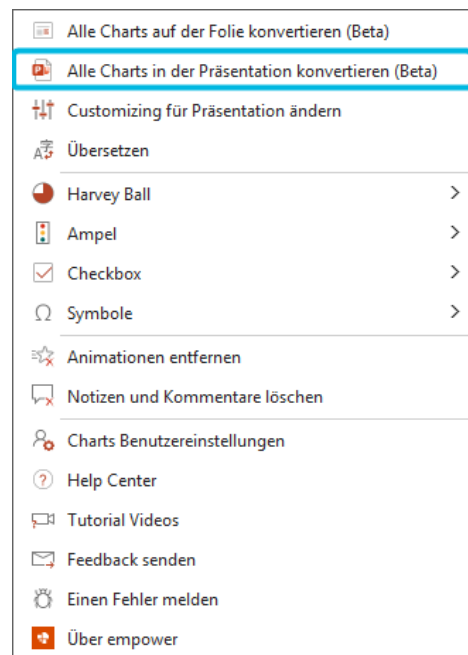 Alle Charts auf der Folie konvertieren (Beta)
Alle Charts in der Präsentation konvertieren (Beta)
Customizing für Präsentation ändern
Übersetzen
Harvey Ball
Ampel
Checkbox
Symbole
Animationen entfernen
Notizen und Kommentare löschen
Charts Benutzereinstellungen
Help Center
Tutorial Videos
Feedback senden
Einen Fehler melden
Über empower